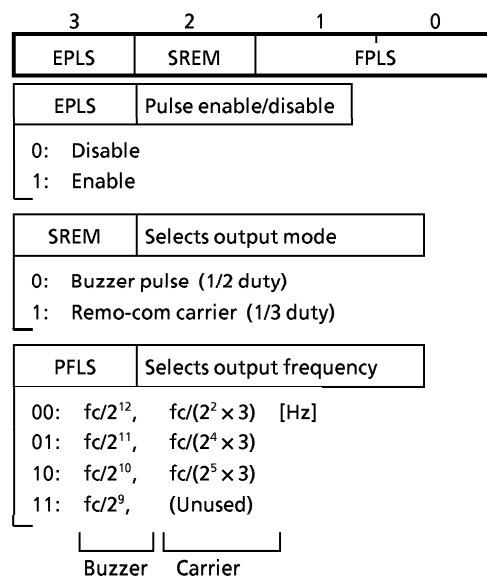 3 2 1 0
EPLS SREM FPLS
EPLS Pulse enable/disable
0: Disable
1: Enable
SREM Selects output mode
0: Buzzer pulse (1/2 duty)
1: Remo-com carrier (1/3 duty)
PFLS Selects output frequency
00: fc/2¹², fc/(2² × 3) [Hz]
01: fc/2¹¹, fc/(2⁴ × 3)
10: fc/2¹⁰, fc/(2⁵ × 3)
11: fc/2⁹, (Unused)
Buzzer Carrier